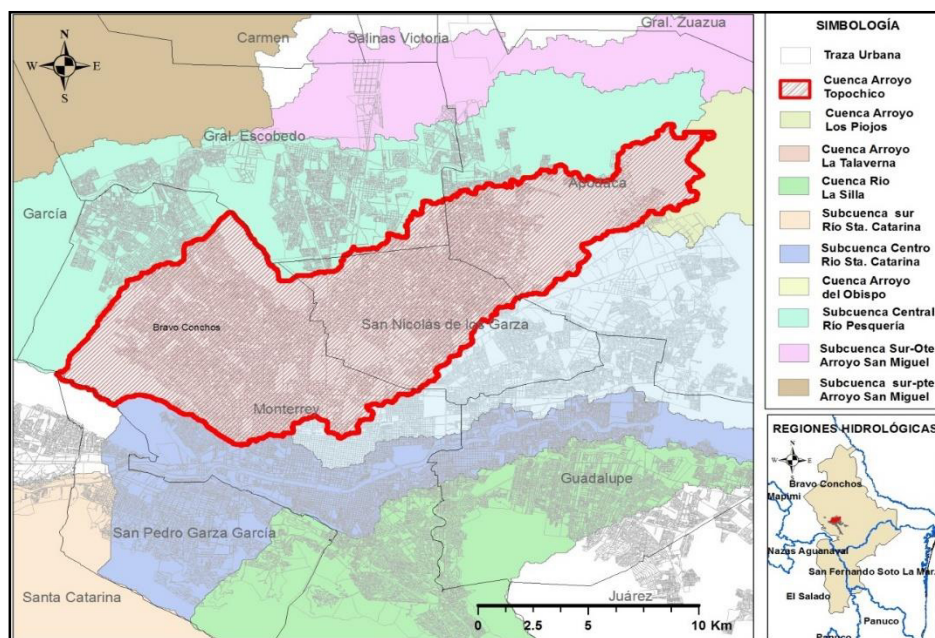 Gral. Zuazua
Carmen
Salinas Victoria
N
W
E
S
Gral. Escobedo
García
Apodaca
Bravo Conchos
San Nicolás de los Garza
Monterrey
Guadalupe
San Pedro Garza García
Santa Catarina
Juárez
0
2.5
5
10 Km
SIMBOLOGÍA
Traza Urbana
Cuenca Arroyo
Topochico
Cuenca Arroyo
Los Piojos
Cuenca Arroyo
La Talaverna
Cuenca Rio
La Silla
Subcuenca sur
Rio Sta. Catarina
Subcuenca Centro
Rio Sta. Catarina
Cuenca Arroyo
del Obispo
Subcuenca Central
Río Pesquería
Subcuenca Sur-Ote
Arroyo San Miguel
Subcuenca sur-pte
Arroyo San Miguel
REGIONES HIDROLÓGICAS
N
W
E
S
Bravo Conchos
Mapimi
Nazas Aguanaval
San Fernando Soto La Mar
El Salado
Panuco
Panuco